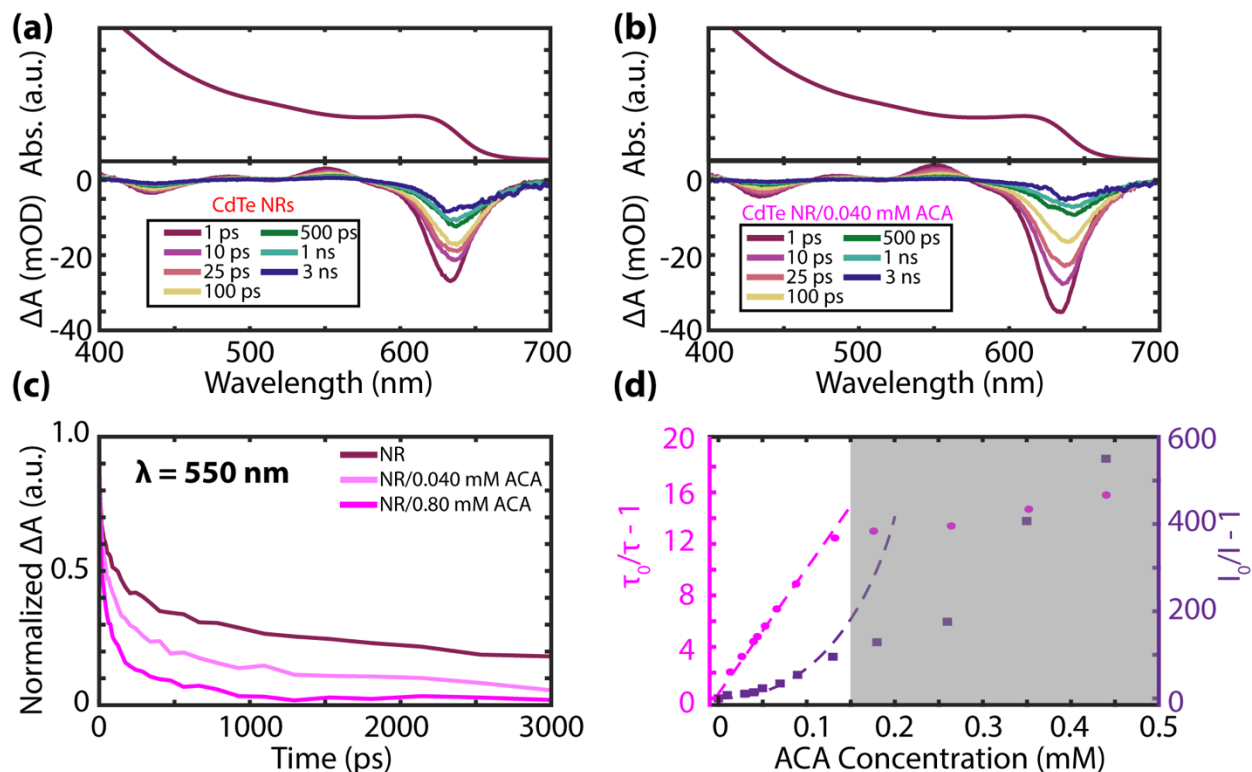 (a)
Abs. (a.u.)
ΔA (mOD)
0
-20
-40
CdTe NRs
1 ps
500 ps
10 ps
1 ns
25 ps
3 ns
100 ps
400
500
600
700
Wavelength (nm)
(b)
Abs. (a.u.)
ΔA (mOD)
0
-20
-40
CdTe NR/0.040 mM ACA
1 ps
500 ps
10 ps
1 ns
25 ps
3 ns
100 ps
400
500
600
700
Wavelength (nm)
(c)
Normalized ΔA (a.u.)
1.0
0.5
0
λ = 550 nm
NR
NR/0.040 mM ACA
NR/0.80 mM ACA
0
1000
2000
3000
Time (ps)
(d)
τ0/τ - 1
20
16
12
8
4
0
600
400
200
0
I0/I - 1
0
0.1
0.2
0.3
0.4
0.5
ACA Concentration (mM)